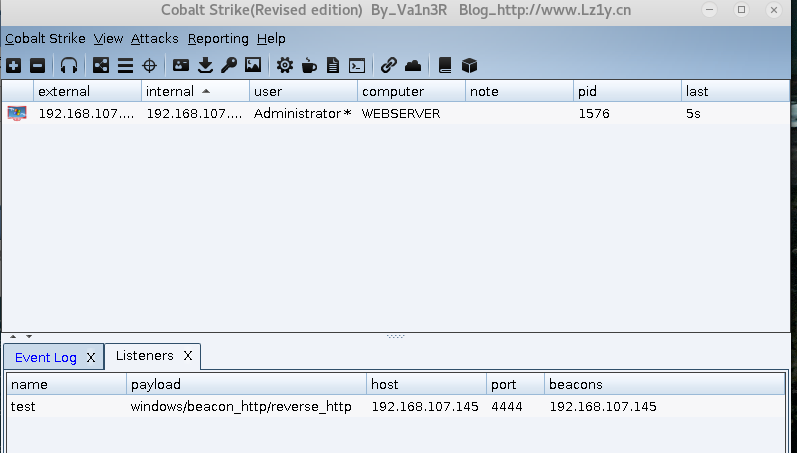 Cobalt Strike(Revised edition) By_Va1n3R Blog_http://www.Lz1y.cn
Cobalt Strike View Attacks Reporting Help
external internal user computer note pid last
192.168.107.... 192.168.107.... Administrator* WEBSERVER 1576 5s
Event Log X Listeners X
name payload host port beacons
test windows/beacon_http/reverse_http 192.168.107.145 4444 192.168.107.145